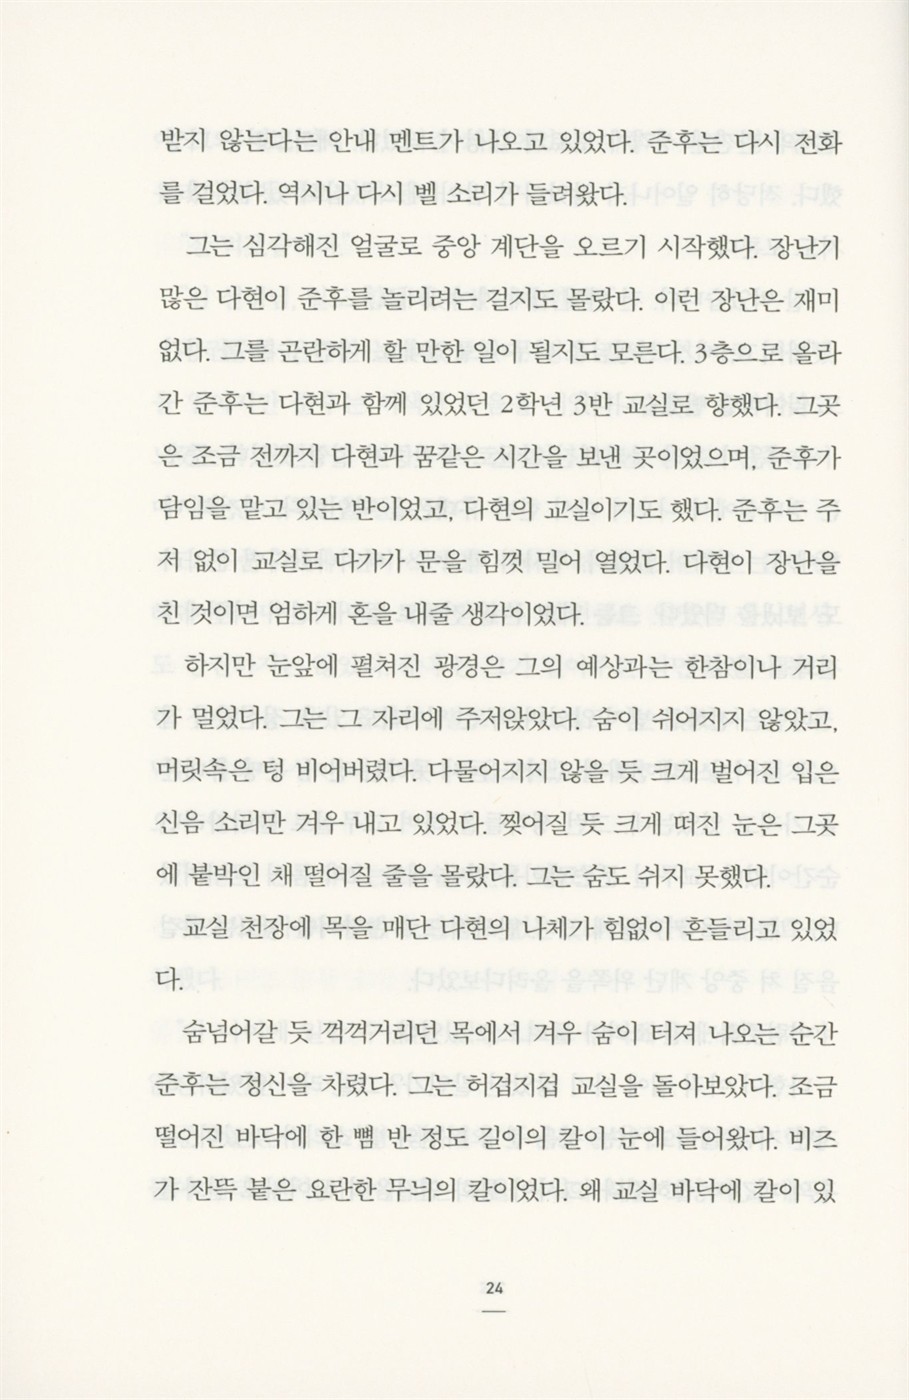 받지 않는다는 안내 멘트가 나오고 있었다. 준후는 다시 전화
를 걸었다. 역시나 다시 벨 소리가 들려왔다.
그는 심각해진 얼굴로 중앙 계단을 오르기 시작했다. 장난기
많은 다현이 준후를 놀리려는 걸지도 몰랐다. 이런 장난은 재미
없다. 그를 곤란하게 할 만한 일이 될지도 모른다. 3층으로 올라
간 준후는 다현과 함께 있었던 2학년 3반 교실로 향했다. 그곳
은 조금 전까지 다현과 꿈같은 시간을 보낸 곳이었으며, 준후가
담임을 맡고 있는 반이었고, 다현의 교실이기도 했다. 준후는 주
저 없이 교실로 다가가 문을 힘껏 밀어 열었다. 다현이 장난을
친 것이면 엄하게 혼을 내줄 생각이었다.
하지만 눈앞에 펼쳐진 광경은 그의 예상과는 한참이나 거리
가 멀었다. 그는 그 자리에 주저앉았다. 숨이 쉬어지지 않았고,
머릿속은 텅 비어버렸다. 다물어지지 않을 듯 크게 벌어진 입은
신음 소리만 겨우 내고 있었다. 찢어질 듯 크게 떠진 눈은 그곳
에 붙박인 채 떨어질 줄을 몰랐다. 그는 숨도 쉬지 못했다.
교실 천장에 목을 매단 다현의 나체가 힘없이 흔들리고 있었
다.
숨넘어갈 듯 꺽꺽거리던 목에서 겨우 숨이 터져 나오는 순간
준후는 정신을 차렸다. 그는 허겁지겁 교실을 돌아보았다. 조금
떨어진 바닥에 한 뼘 반 정도 길이의 칼이 눈에 들어왔다. 비즈
가 잔뜩 붙은 요란한 무늬의 칼이었다. 왜 교실 바닥에 칼이 있
24